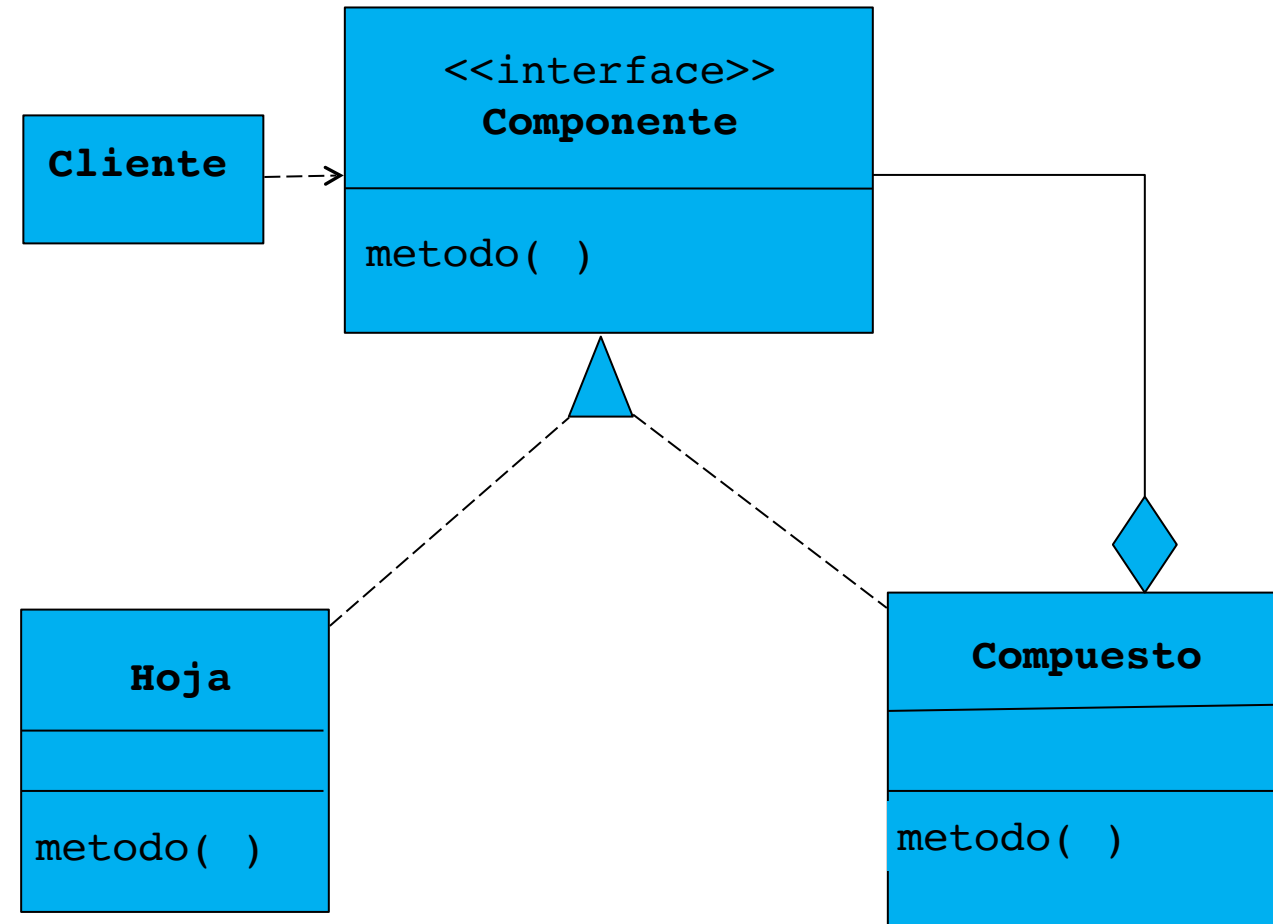 <<interface>>
Componente
Cliente
metodo( )
Hoja
Compuesto
metodo( )
metodo( )